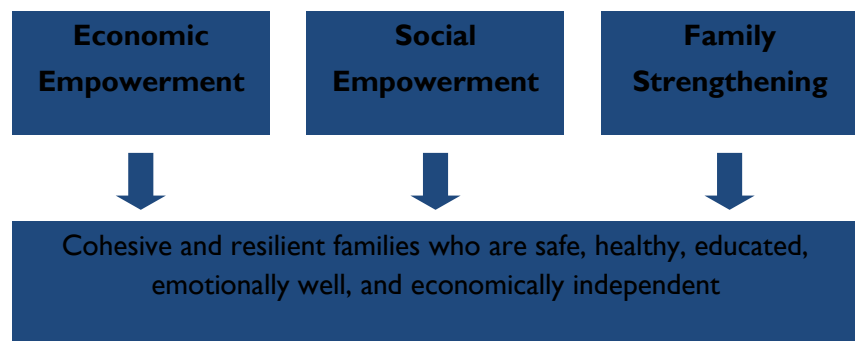 Economic
Empowerment
Social
Empowerment
Family
Strengthening
Cohesive and resilient families who are safe, healthy, educated,
emotionally well, and economically independent